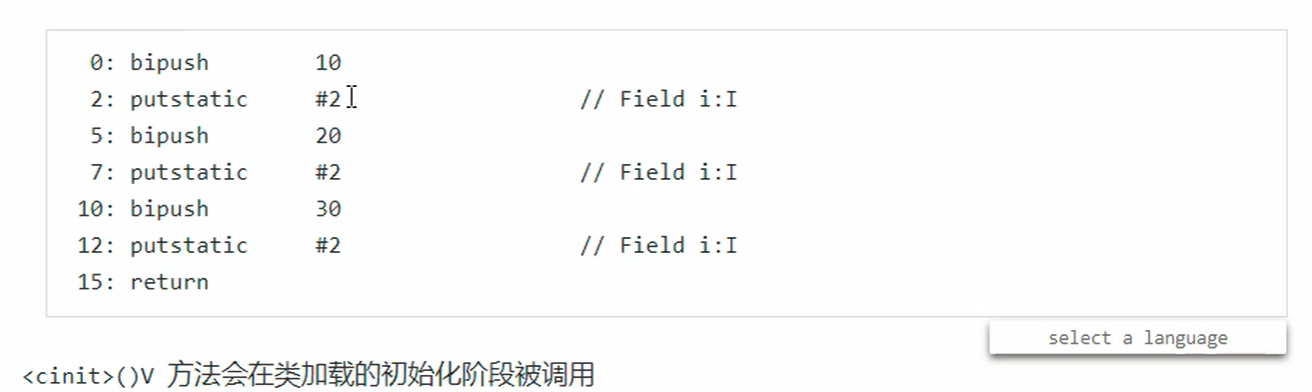 0: bipush 10
2: putstatic #2 // Field i:I
5: bipush 20
7: putstatic #2 // Field i:I
10: bipush 30
12: putstatic #2 // Field i:I
15: return
select a language
<cinit>()V 方法会在类加载的初始化阶段被调用